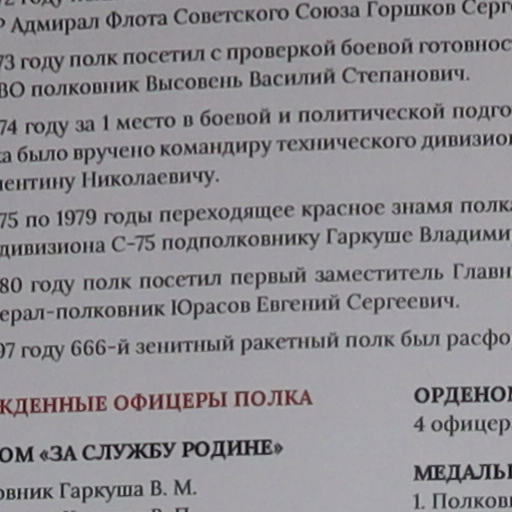 Р Адмирал Флота Советского Союза Горшков Серг
73 году полк посетил с проверкой боевой готовнос
ВО полковник Высовень Василий Степанович.
74 году за 1 место в боевой и политической подго
а было вручено командиру технического дивизио
лентину Николаевичу.
75 по 1979 годы переходящее красное знамя полк
дивизиона С-75 подполковнику Гаркуше Владими
80 году полк посетил первый заместитель Главн
ерал-полковник Юрасов Евгений Сергеевич.
97 году 666-й зенитный ракетный полк был расфо
ЖДЕННЫЕ ОФИЦЕРЫ ПОЛКА
ОМ «ЗА СЛУЖБУ РОДИНЕ»
овник Гаркуша В. М.
ОРДЕНО
4 офицер
МЕДАЛЬ
1. Полков